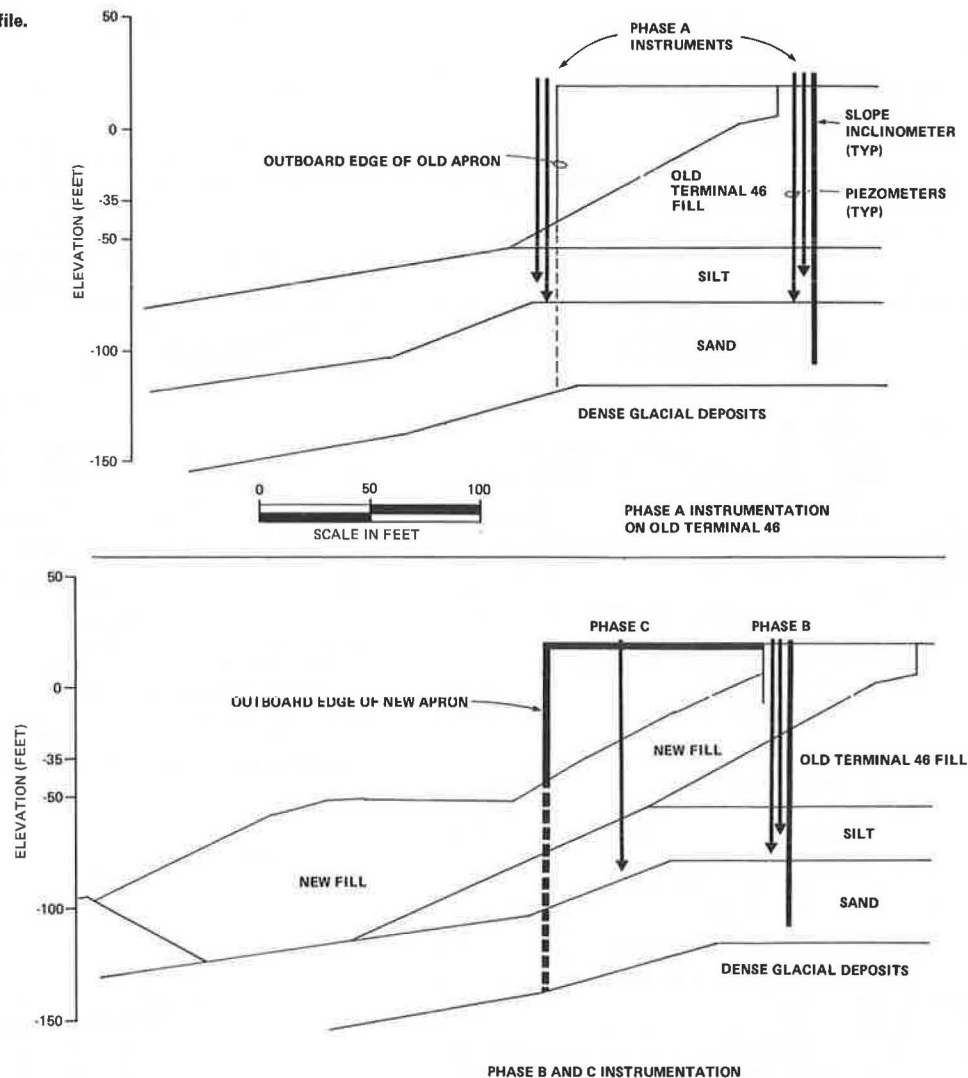 file.
50
0
-35
-50
-100
-150
ELEVATION (FEET)
PHASE A
INSTRUMENTS
OUTBOARD EDGE OF OLD APRON
OLD
TERMINAL 46
FILL
SLOPE
INCLINOMETER
(TYP)
PIEZOMETERS
(TYP)
SILT
SAND
DENSE GLACIAL DEPOSITS
0 50 100
SCALE IN FEET
PHASE A INSTRUMENTATION
ON OLD TERMINAL 46
50
0
-35
-50
-100
-150
ELEVATION (FEET)
PHASE C
PHASE B
OUTBOARD EDGE OF NEW APRON
NEW FILL
OLD TERMINAL 46 FILL
SILT
NEW FILL
SAND
DENSE GLACIAL DEPOSITS
PHASE B AND C INSTRUMENTATION